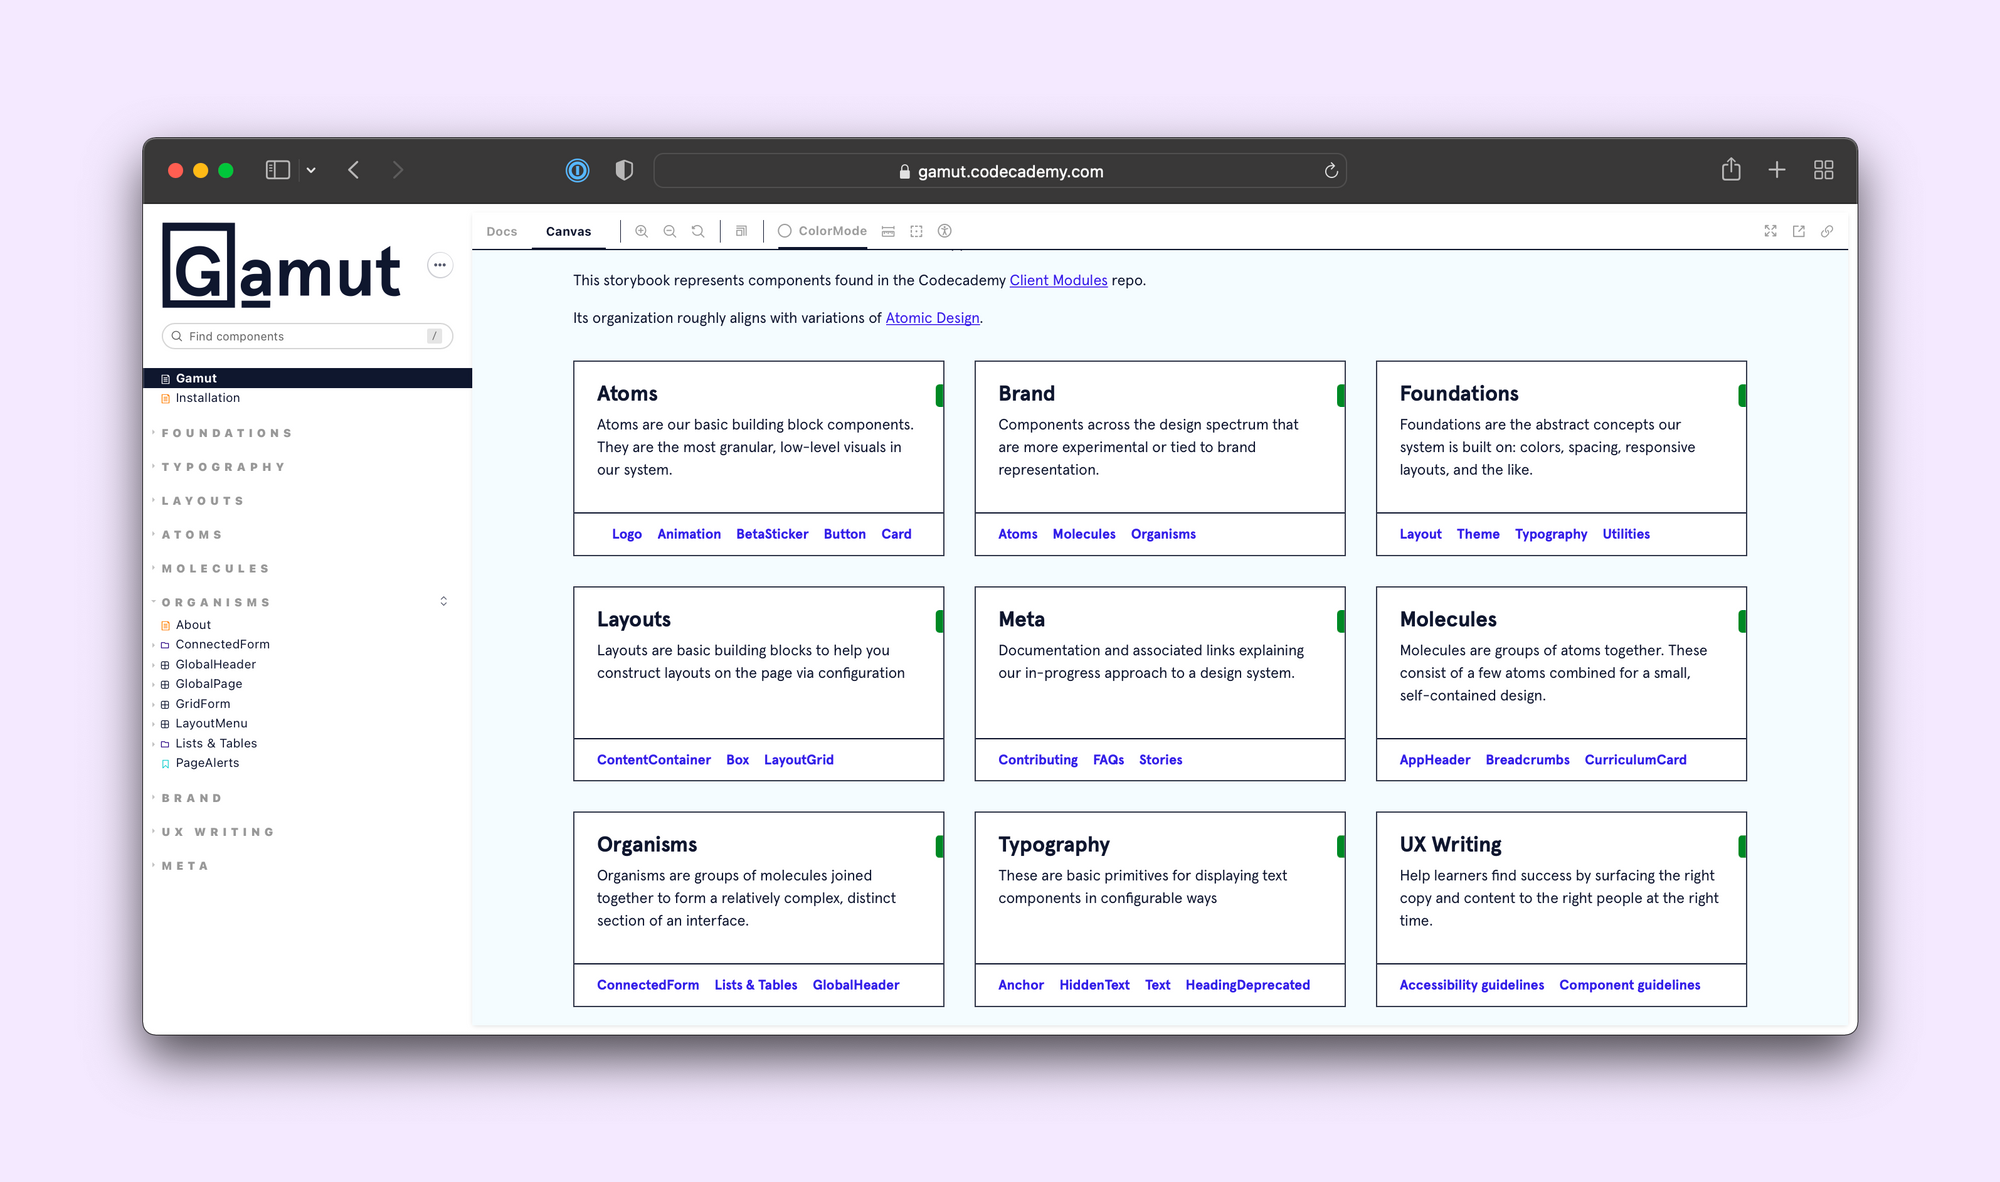 gamut.codecademy.com
Gamut
Find components
/
Gamut
Installation
FOUNDATIONS
TYPOGRAPHY
LAYOUTS
ATOMS
MOLECULES
ORGANISMS
About
ConnectedForm
GlobalHeader
GlobalPage
GridForm
LayoutMenu
Lists & Tables
PageAlerts
BRAND
UX WRITING
META
Docs Canvas ColorMode
This storybook represents components found in the Codecademy Client Modules repo.
Its organization roughly aligns with variations of Atomic Design.
Atoms
Atoms are our basic building block components.
They are the most granular, low-level visuals in
our system.
Logo Animation BetaSticker Button Card
Brand
Components across the design spectrum that
are more experimental or tied to brand
representation.
Atoms Molecules Organisms
Foundations
Foundations are the abstract concepts our
system is built on: colors, spacing, responsive
layouts, and the like.
Layout Theme Typography Utilities
Layouts
Layouts are basic building blocks to help you
construct layouts on the page via configuration
ContentContainer Box LayoutGrid
Meta
Documentation and associated links explaining
our in-progress approach to a design system.
Contributing FAQs Stories
Molecules
Molecules are groups of atoms together. These
consist of a few atoms combined for a small,
self-contained design.
AppHeader Breadcrumbs CurriculumCard
Organisms
Organisms are groups of molecules joined
together to form a relatively complex, distinct
section of an interface.
ConnectedForm Lists & Tables GlobalHeader
Typography
These are basic primitives for displaying text
components in configurable ways
Anchor HiddenText Text HeadingDeprecated
UX Writing
Help learners find success by surfacing the right
copy and content to the right people at the right
time.
Accessibility guidelines Component guidelines